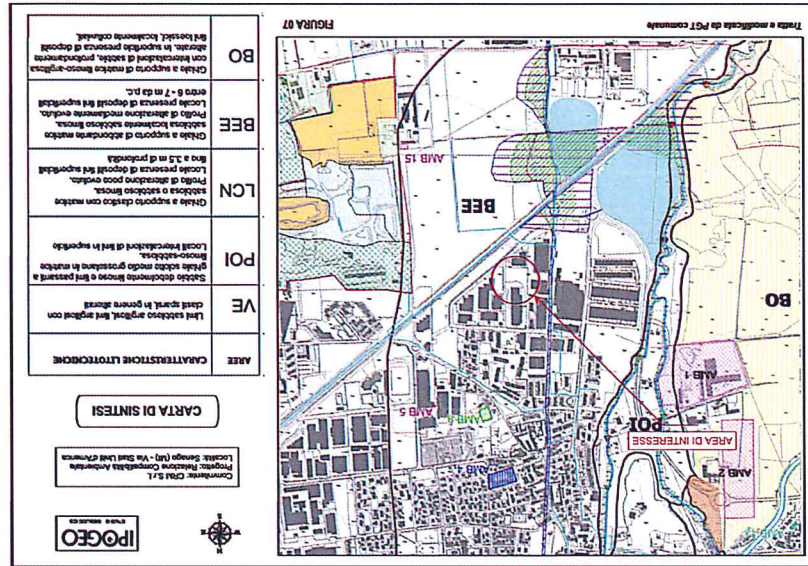 IPOGEO
STUDIO GEOLOGICO
N
S
Committente: S.r.l.
Progetto: Relazione Compatibilità Ambientale
Località: Senago (MI) - Via Stati Uniti d'America
CARTA DI SINTESI
AREE CARATTERISTICHE LITOTECNICHE
VE
Limi sabbioso argillosi, limi argillosi con
clasti sparsi, in genere alterati
POI
Sabbie debolmente limose e limi passanti a
ghiaie sciolte medio grossolane in matrice
limoso-sabbiosa.
Locali intercalazioni di limi in superficie
LCN
Ghiaie a supporto clastico con matrice
sabbiosa o sabbioso limosa.
Profilo di alterazione poco evoluto.
Locale presenza di depositi fini superficiali
fino a 3.5 m di profondità
BEE
Ghiaie a supporto di abbondante matrice
sabbiosa localmente sabbioso limosa.
Profilo di alterazione mediamente evoluto.
Locale presenza di depositi fini superficiali
entro 6 - 7 m da p.c.
BO
Ghiaie a supporto di matrice limoso-argillosa
con intercalazioni di sabbie, profondamente
alterate. In superficie presenza di depositi
fini loessici, localmente colluviati.
AMB 2
AREA DI INTERESSE
POI
AMB 1
AMB 4
AMB 5
BO
BEE
AMB 15
Tratta e modificata da PGT comunale
FIGURA 07